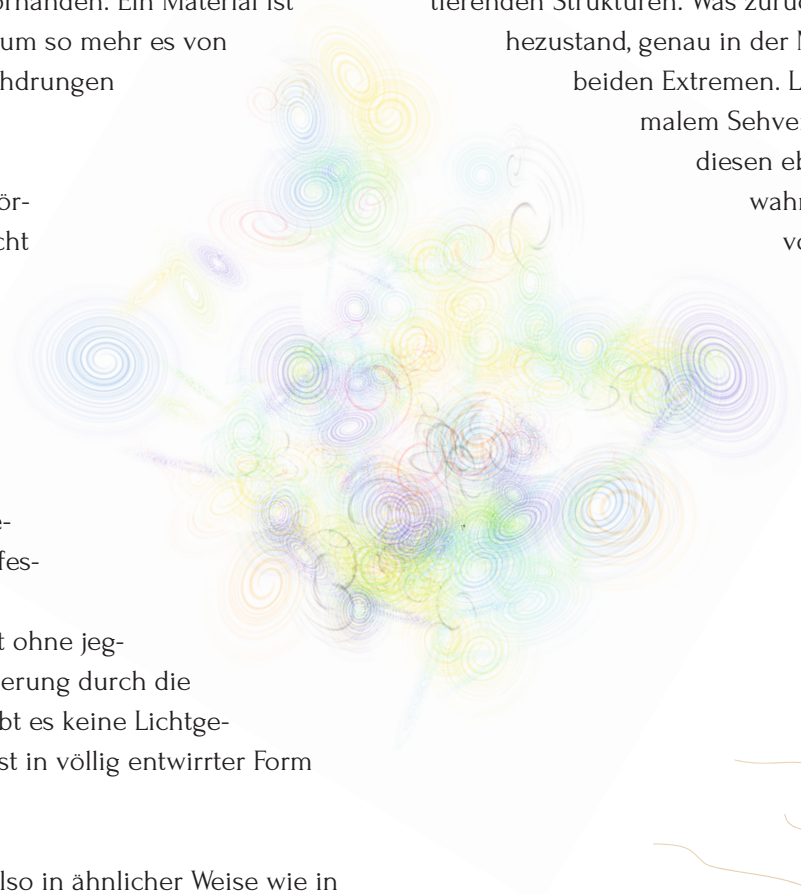 orhanden. Ein Material ist
um so mehr es von
hdrungen
ör-
cht
e-
fes-
t ohne jeg-
erung durch die
bt es keine Lichtge-
st in völlig entwirrter Form
lso in ähnlicher Weise wie in
tierenden Strukturen. Was zurüc
hezustand, genau in der M
beiden Extremen. L
malem Sehver
diesen eb
wahr
vo